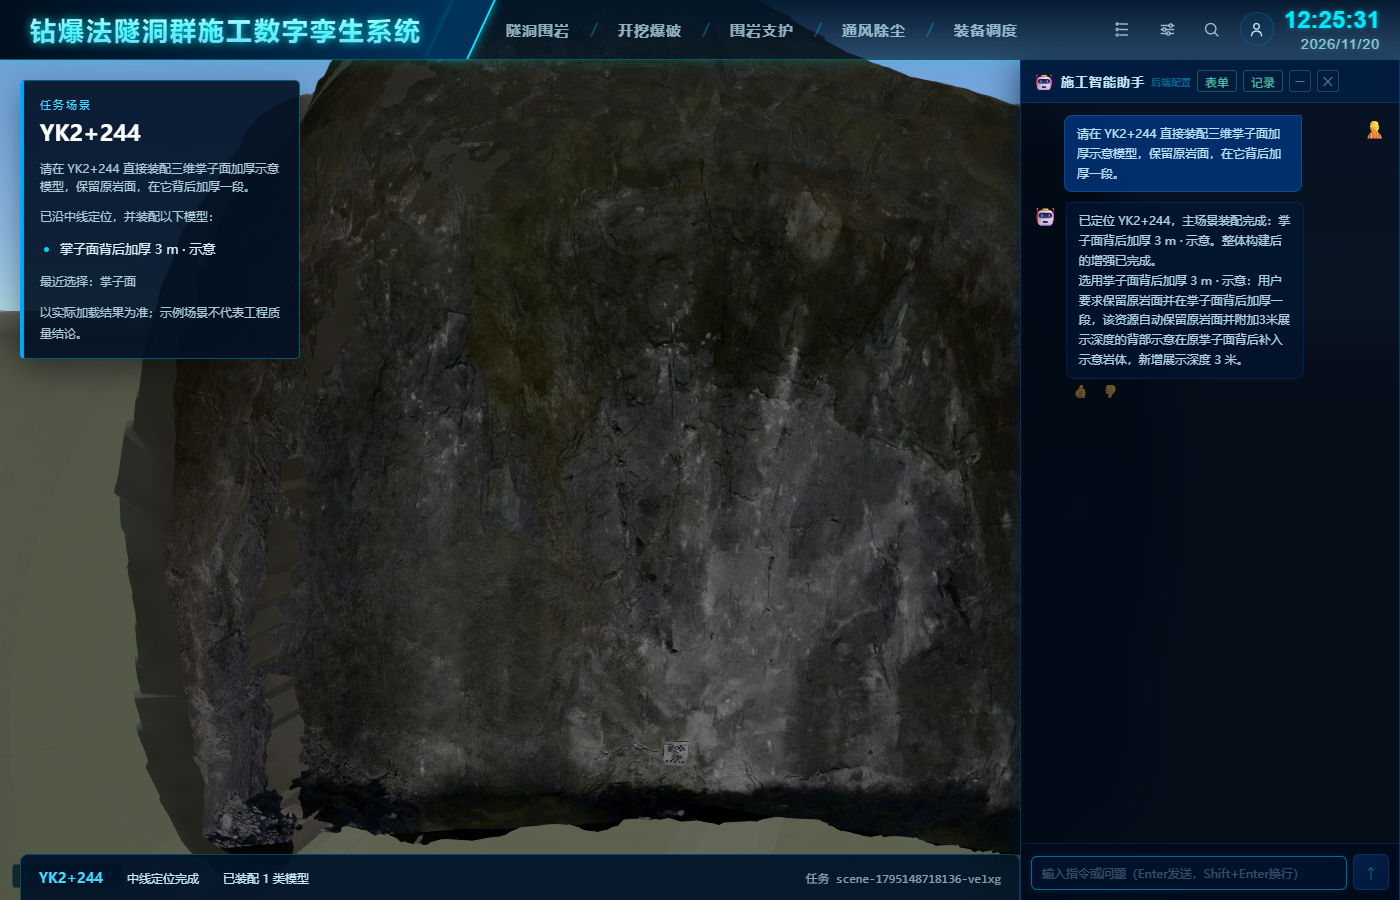 钻爆法隧洞群施工数字孪生系统
隧洞围岩 / 开挖爆破 / 围岩支护 / 通风除尘 / 装备调度
12:25:31
2026/11/20
任务场景
YK2+244
请在 YK2+244 直接装配三维掌子面加厚示意
模型，保留原岩面，在它背后加厚一段。
已沿中线定位，并装配以下模型：
掌子面背后加厚 3 m · 示意
最近选择：掌子面
以实际加载结果为准；示例场景不代表工程质
量结论。
施工智能助手 后端配置 表单 记录
请在 YK2+244 直接装配三维掌子面加
厚示意模型，保留原岩面，在它背后加
厚一段。
已定位 YK2+244，主场景装配完成：掌
子面背后加厚 3 m · 示意。整体构建后
的增强已完成。
选用掌子面背后加厚 3 m · 示意：用户
要求保留原岩面并在掌子面背后加厚一
段，该资源自动保留原岩面并附加3米展
示深度的背部示意在原掌子面背后补入
示意岩体，新增展示深度 3 米。
YK2+244 中线定位完成 已装配 1 类模型
任务 scene-1795148718136-velxg
输入指令或问题（Enter发送，Shift+Enter换行）